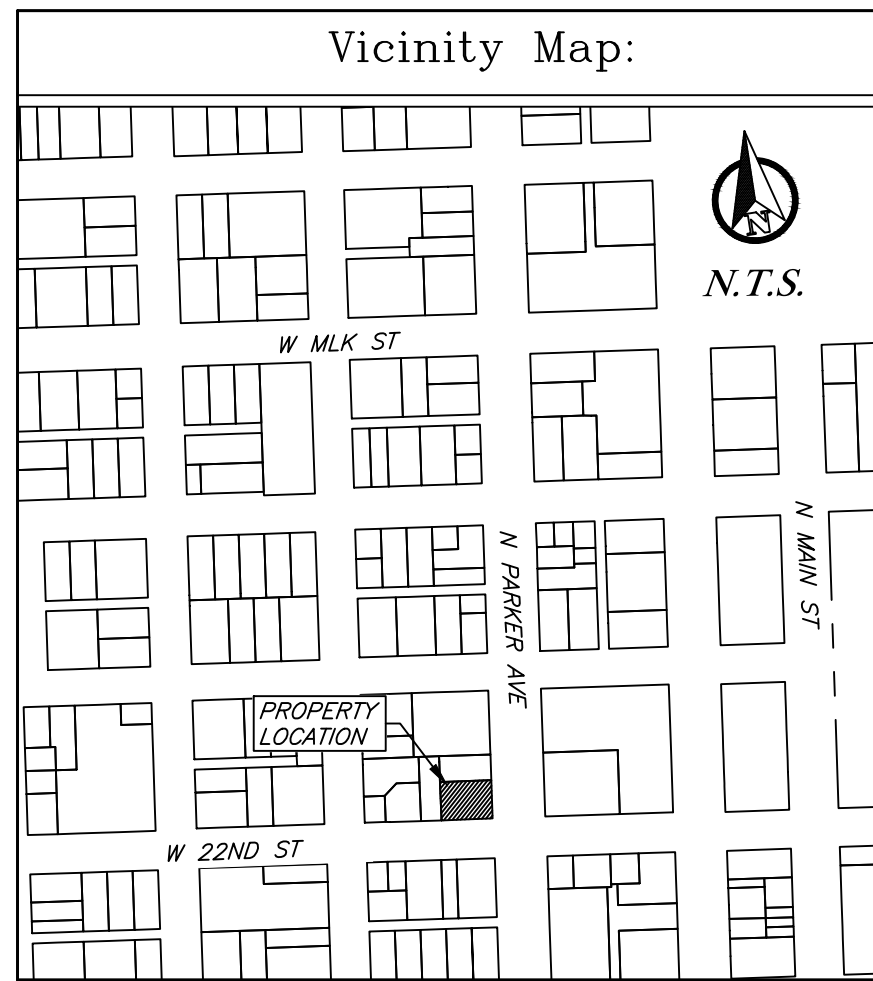 Vicinity Map:
N
N.T.S.
W MLK ST
N PARKER AVE
N MAIN ST
PROPERTY
LOCATION
W 22ND ST